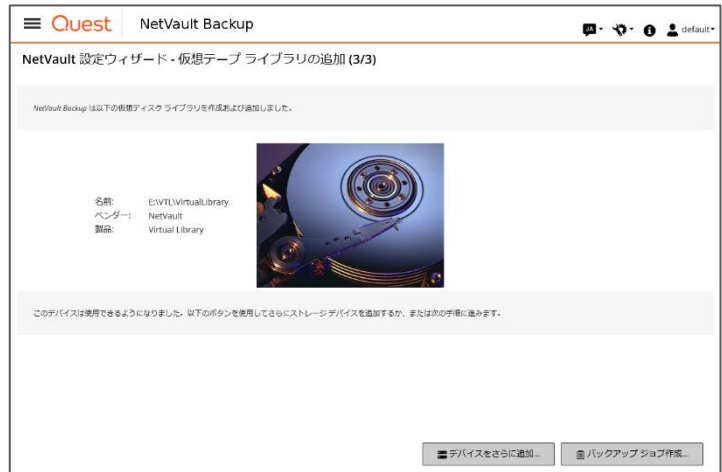 Quest NetVault Backup JA default
NetVault 設定ウィザード - 仮想テープ ライブラリの追加 (3/3)
NetVault Backup は以下の仮想ディスク ライブラリを作成および追加しました。
名前: E:\VTL\VirtualLibrary
ベンダー: NetVault
製品: Virtual Library
このデバイスは使用できるようになりました。以下のボタンを使用してさらにストレージ デバイスを追加するか、または次の手順に進みます。
デバイスをさらに追加... バックアップ ジョブ作成...